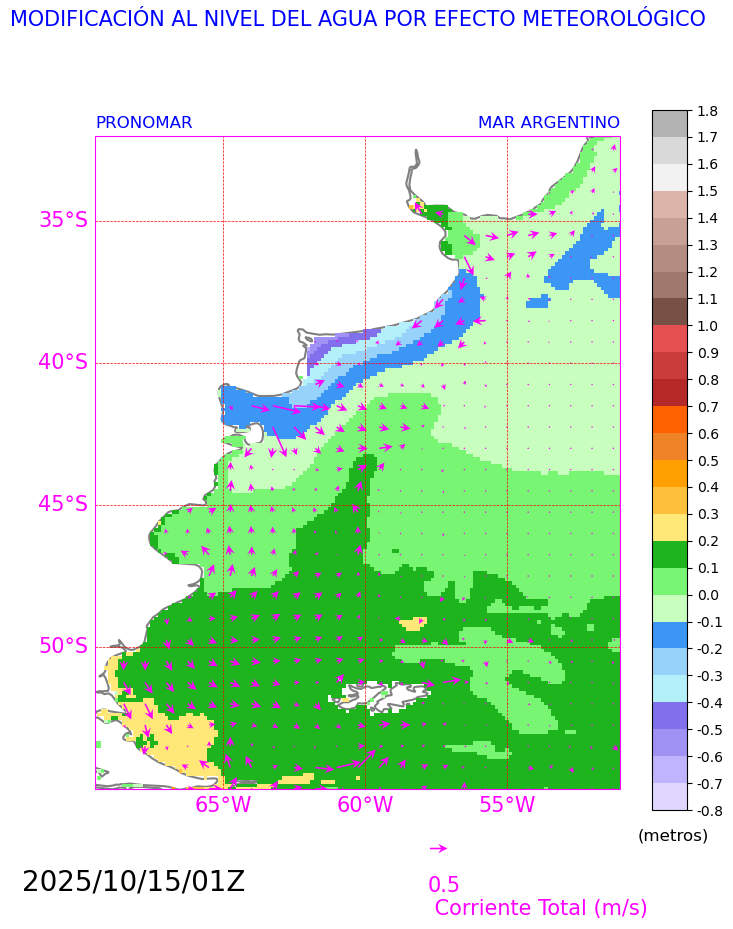 MODIFICACIÓN AL NIVEL DEL AGUA POR EFECTO METEOROLÓGICO
PRONOMAR
MAR ARGENTINO
35°S
40°S
45°S
50°S
65°W
60°W
55°W
1.8
1.7
1.6
1.5
1.4
1.3
1.2
1.1
1.0
0.9
0.8
0.7
0.6
0.5
0.4
0.3
0.2
0.1
0.0
-0.1
-0.2
-0.3
-0.4
-0.5
-0.6
-0.7
-0.8
(metros)
2025/10/15/01Z
0.5
Corriente Total (m/s)